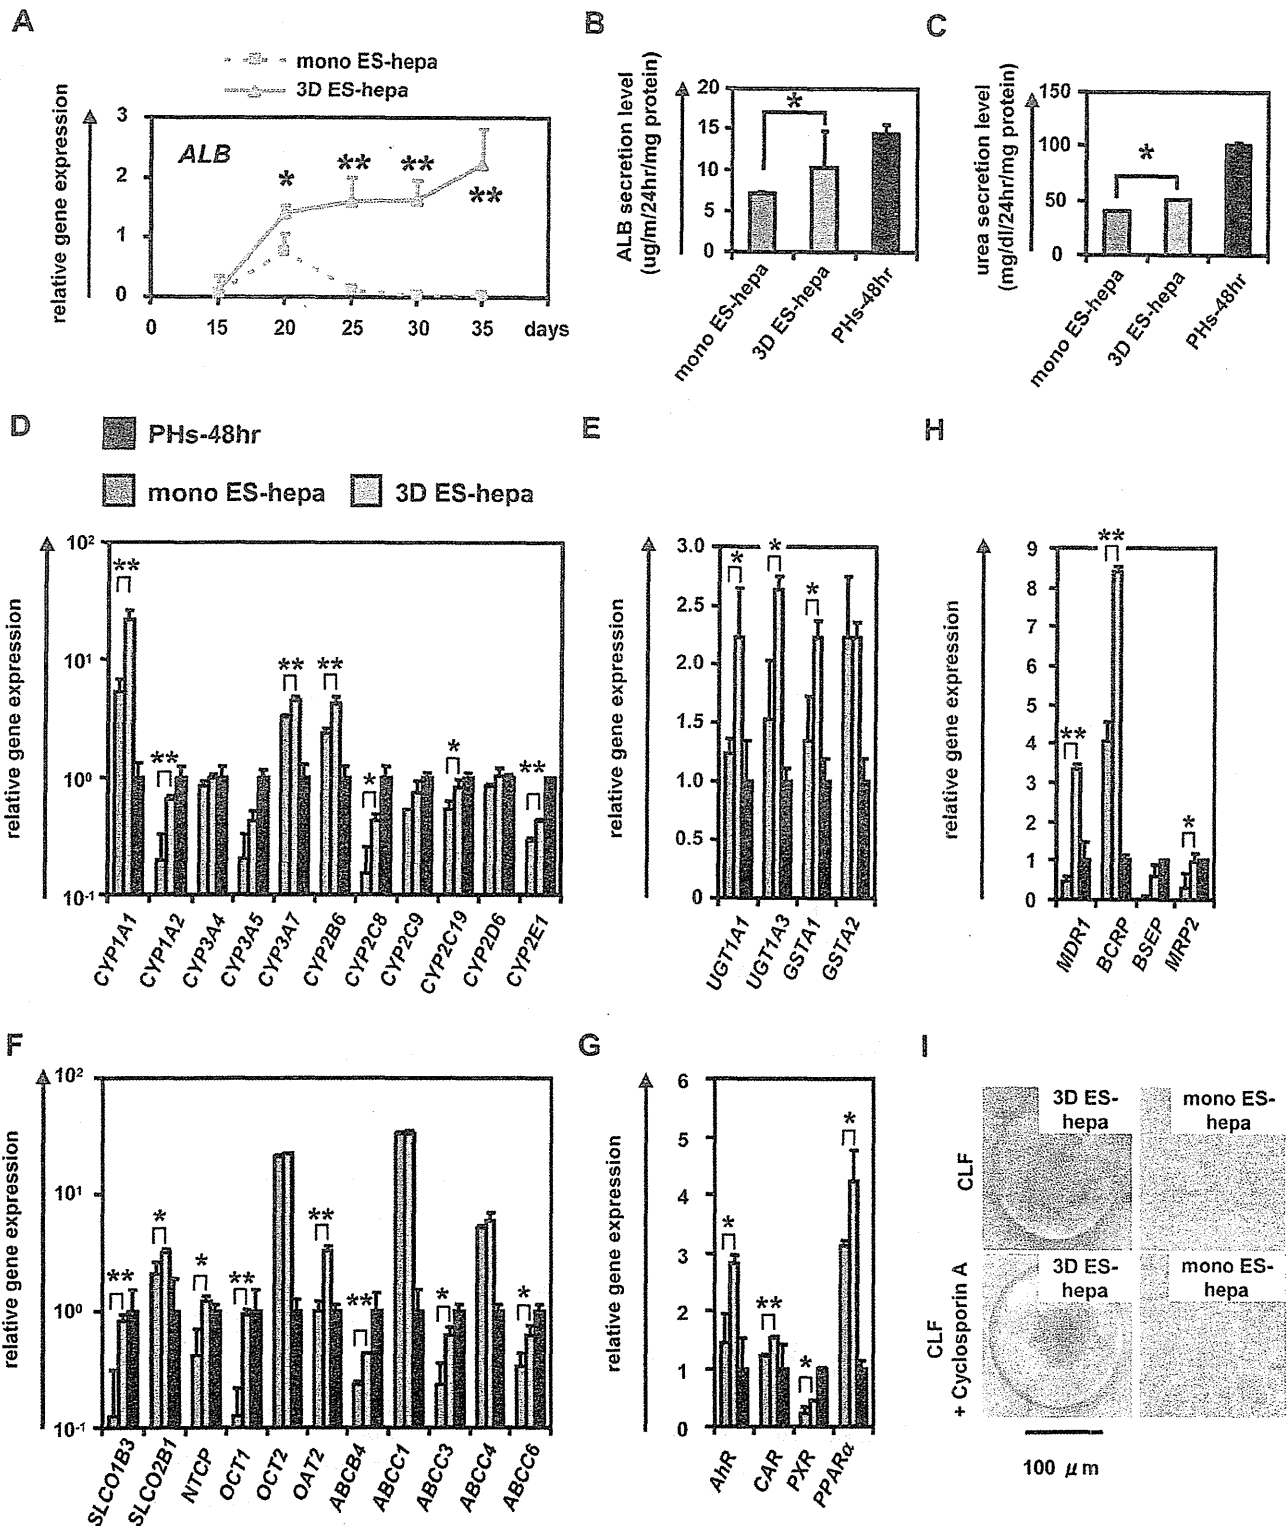 A
mono ES-hepa
3D ES-hepa
relative gene expression
ALB
3
2
1
0
* ** ** **
0 15 20 25 30 35 days
B
ALB secretion level
(ug/m/24hr/mg protein)
20
15
10
5
0
*
mono ES-hepa
3D ES-hepa
PHs-48hr
C
urea secretion level
(mg/dl/24hr/mg protein)
150
100
50
0
*
mono ES-hepa
3D ES-hepa
PHs-48hr
D
PHs-48hr
mono ES-hepa 3D ES-hepa
relative gene expression
10²
10¹
10⁰
10⁻¹
** ** ** ** * * **
CYP1A1
CYP1A2
CYP3A4
CYP3A5
CYP3A7
CYP2B6
CYP2C8
CYP2C9
CYP2C19
CYP2D6
CYP2E1
E
relative gene expression
3.0
2.5
2.0
1.5
1.0
0.5
0
* * *
UGT1A1
UGT1A3
GSTA1
GSTA2
H
relative gene expression
9
8
7
6
5
4
3
2
1
0
** ** *
MDR1
BCRP
BSEP
MRP2
F
relative gene expression
10²
10¹
10⁰
10⁻¹
** * * ** ** ** * *
SLCO1B3
SLCO2B1
NTCP
OCT1
OCT2
OAT2
ABCB4
ABCC1
ABCC3
ABCC4
ABCC6
G
relative gene expression
6
5
4
3
2
1
0
* ** * *
AhR
CAR
PXR
PPARα
I
CLF
3D ES-
hepa
mono ES-
hepa
CLF
+ Cyclosporin A
3D ES-
hepa
mono ES-
hepa
100 μm